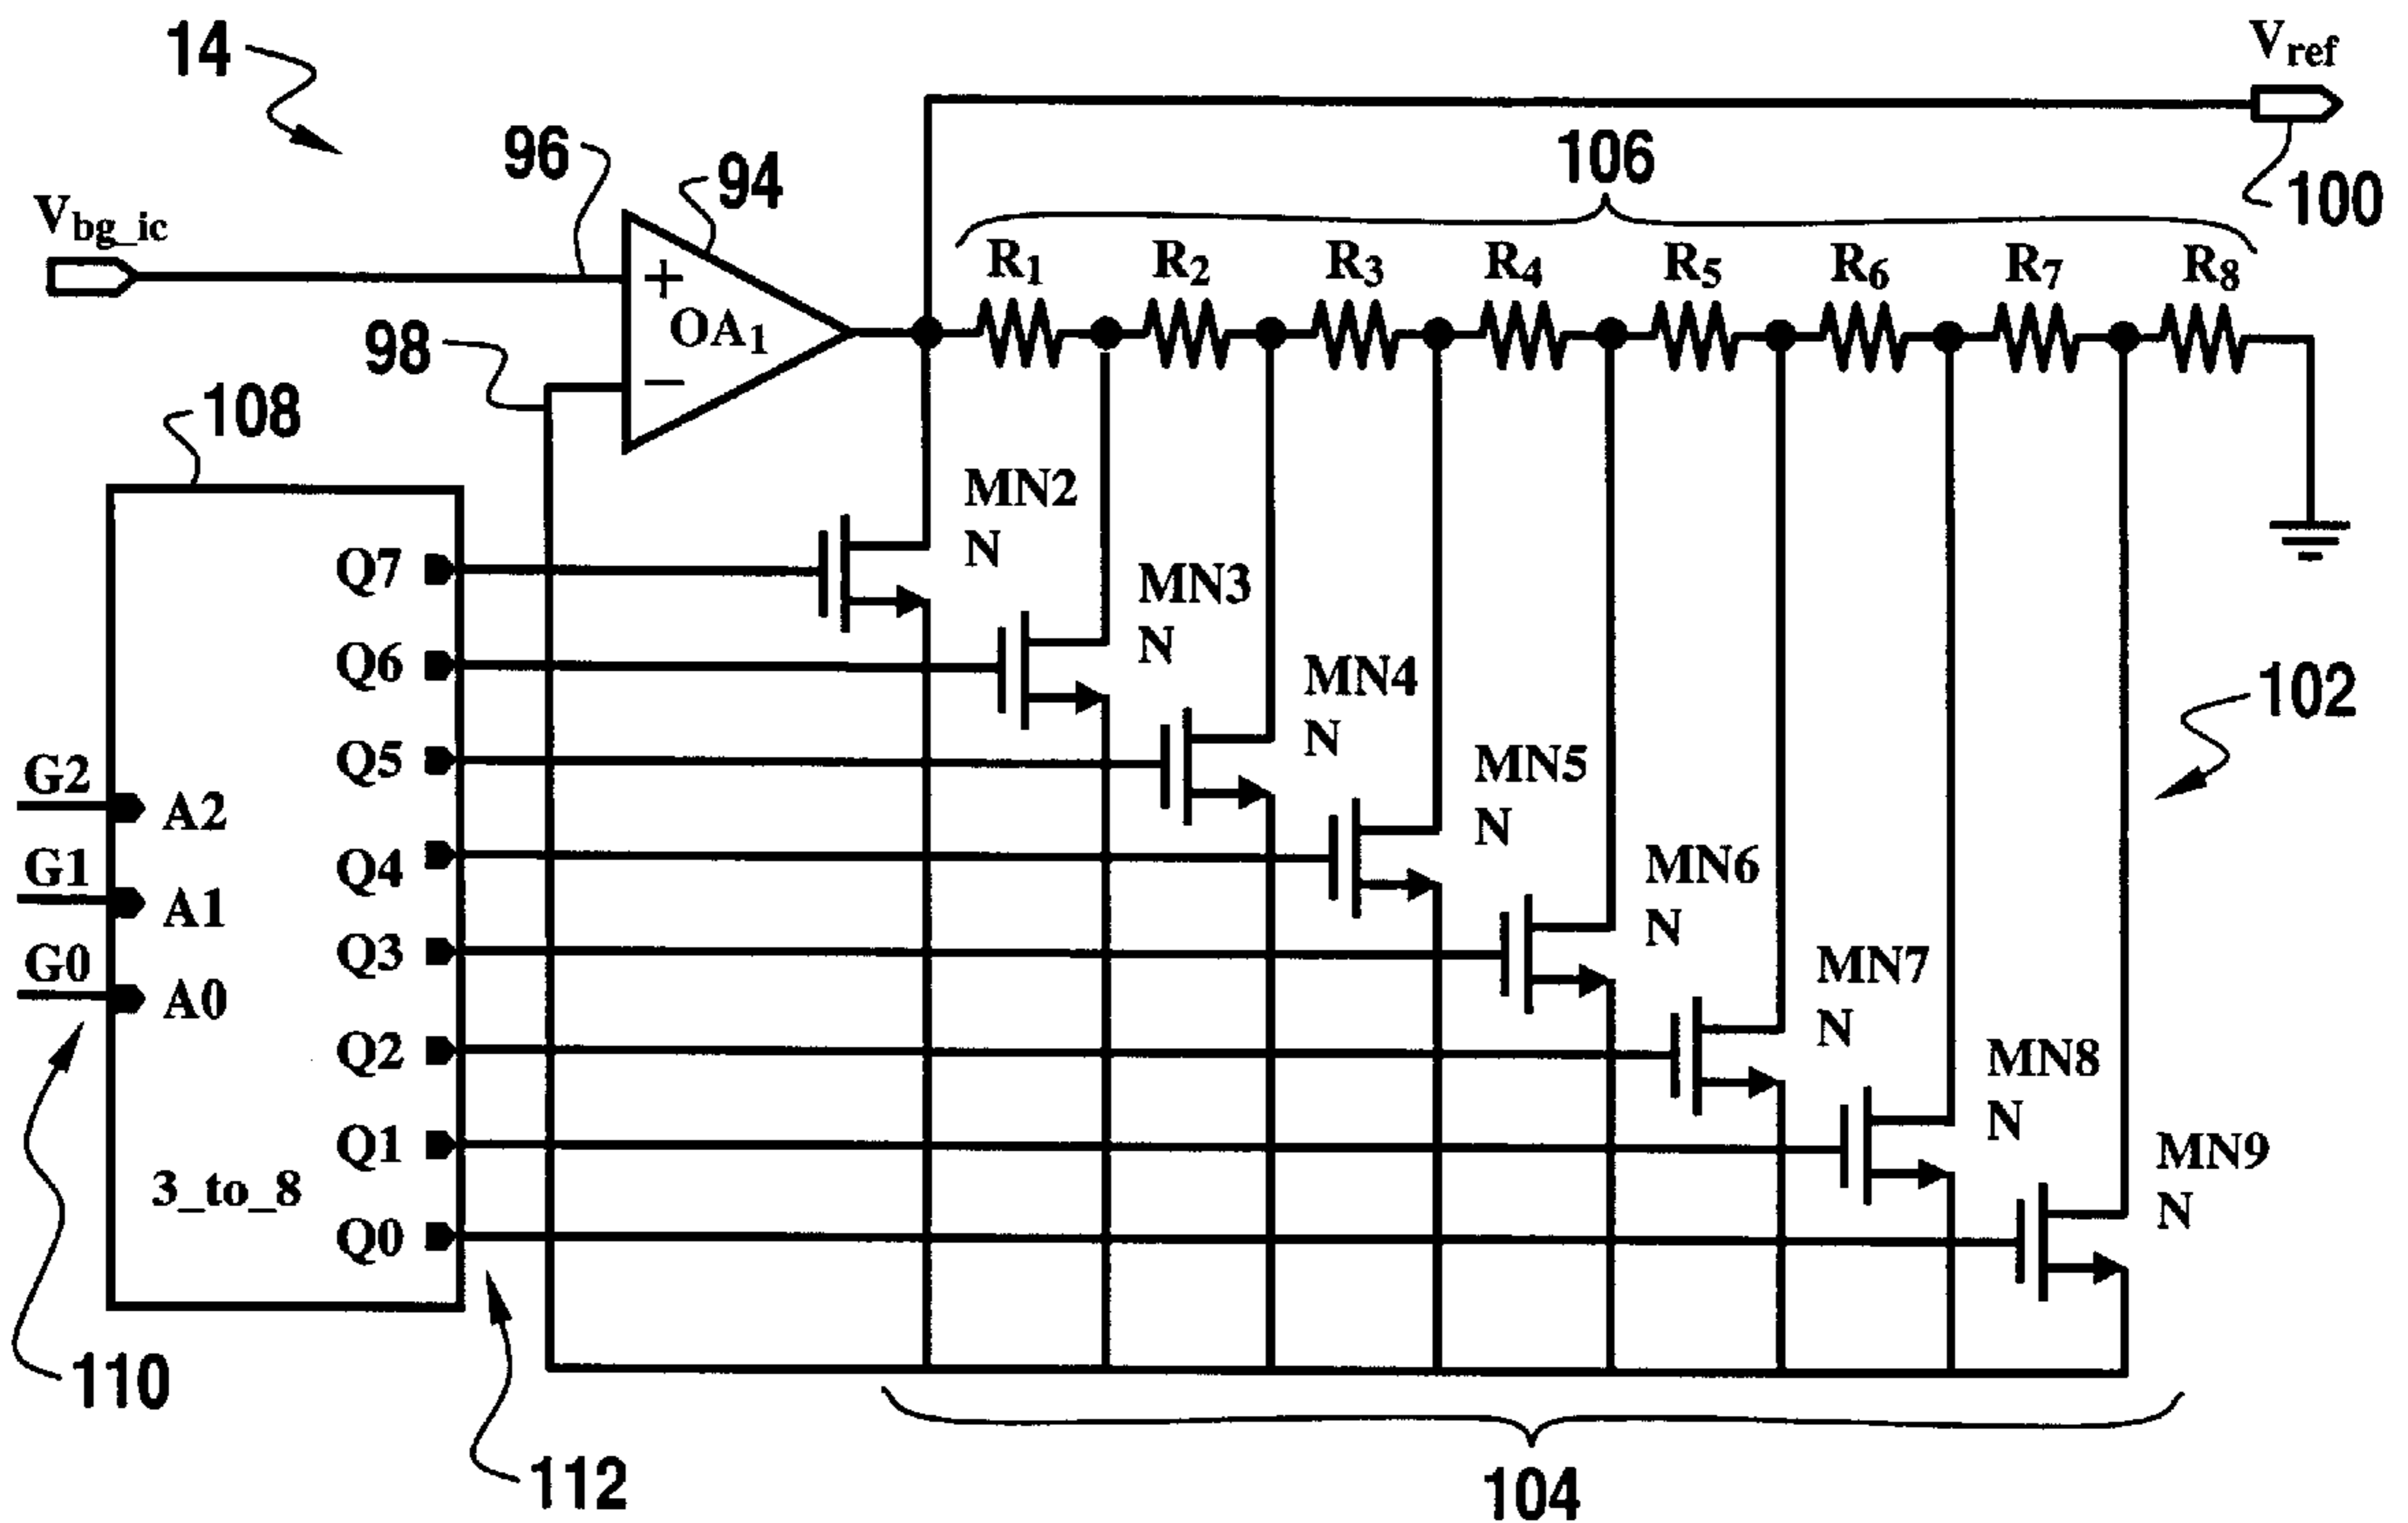 14
V_ref
96
94
106
100
V_bg_ic
R1 R2 R3 R4 R5 R6 R7 R8
+
OA1
−
98
108
MN2
N
Q7
MN3
N
Q6
MN4
N
102
Q5
MN5
N
G2
A2
Q4
MN6
N
G1
A1
Q3
MN7
N
G0
A0
Q2
MN8
N
Q1
MN9
N
3_to_8
Q0
110
112
104